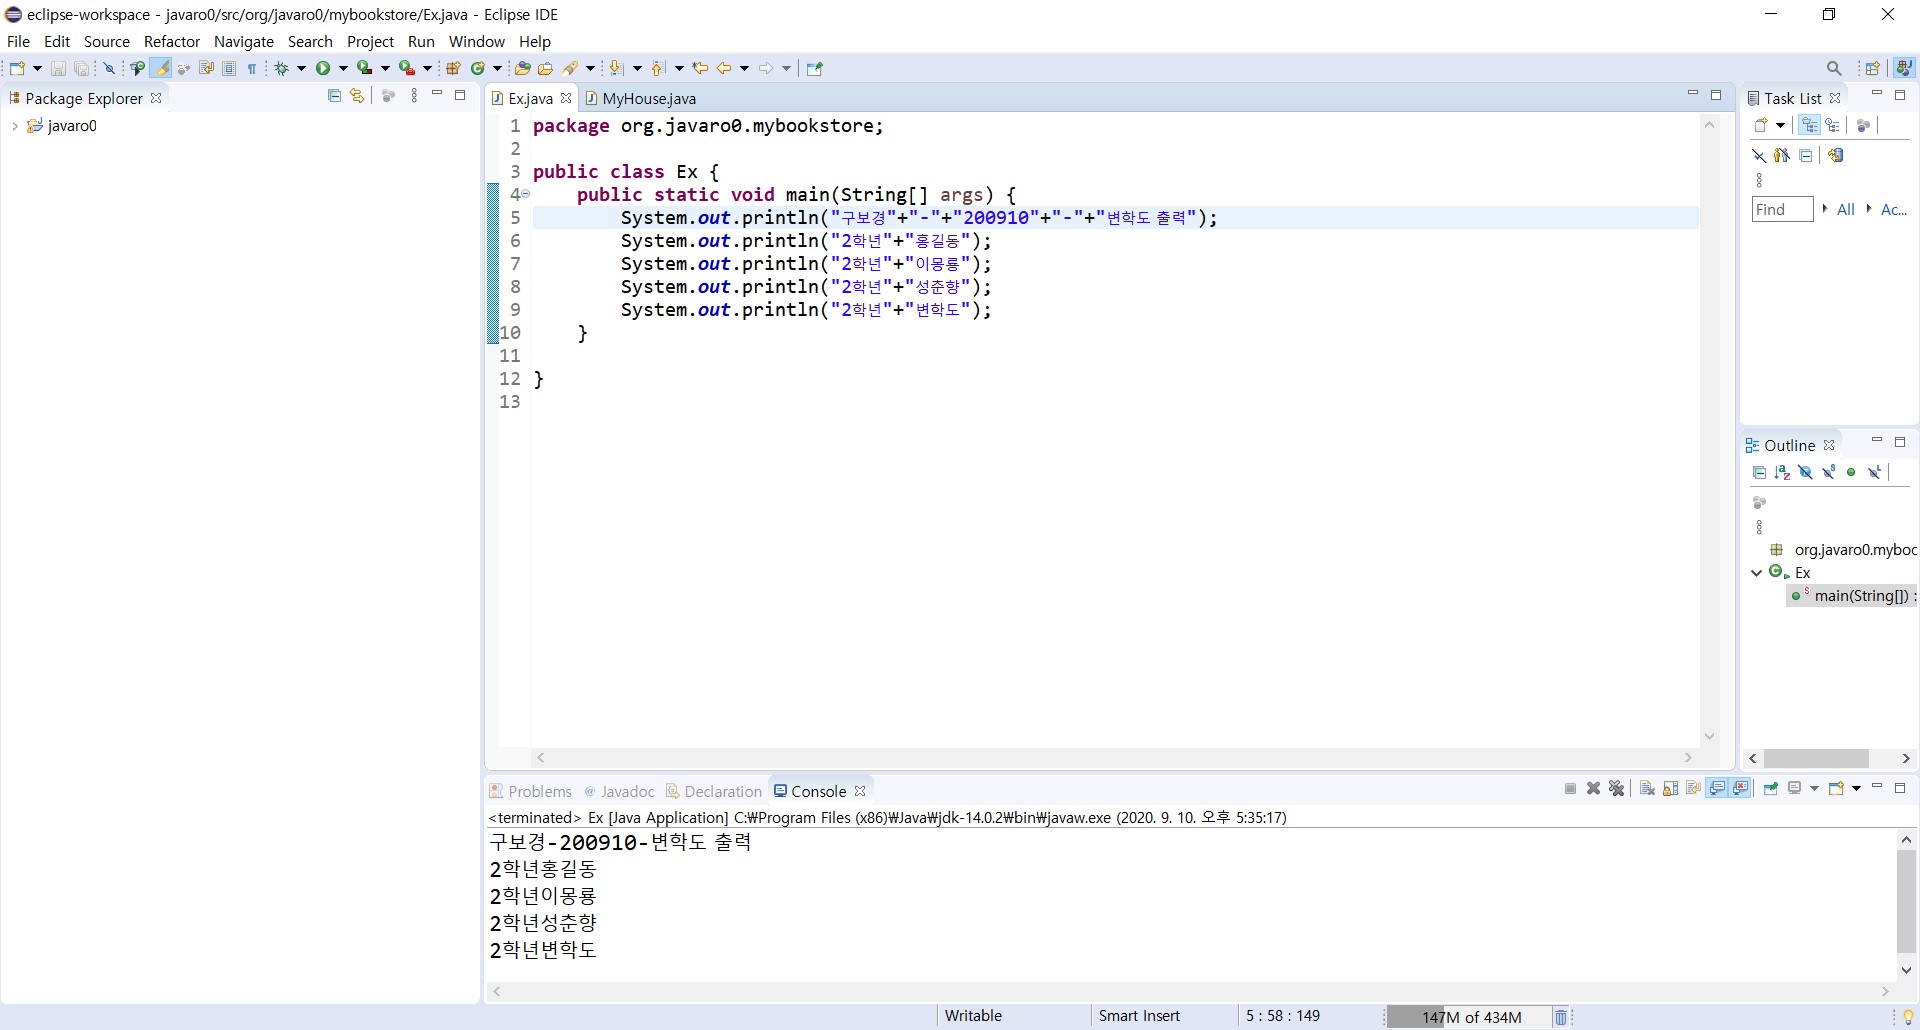 eclipse-workspace - javaro0/src/org/javaro0/mybookstore/Ex.java - Eclipse IDE
File Edit Source Refactor Navigate Search Project Run Window Help
Package Explorer
javaro0
Ex.java
MyHouse.java
1 package org.javaro0.mybookstore;
2
3 public class Ex {
4 public static void main(String[] args) {
5 System.out.println("구보경"+"-"+"200910"+"-"+"변학도 출력");
6 System.out.println("2학년"+"홍길동");
7 System.out.println("2학년"+"이몽룡");
8 System.out.println("2학년"+"성춘향");
9 System.out.println("2학년"+"변학도");
10 }
11
12 }
13
Task List
Find All Ac...
Outline
org.javaro0.myboc
Ex
main(String[]) :
Problems @ Javadoc Declaration Console
<terminated> Ex [Java Application] C:₩Program Files (x86)₩Java₩jdk-14.0.2₩bin₩javaw.exe (2020. 9. 10. 오후 5:35:17)
구보경-200910-변학도 출력
2학년홍길동
2학년이몽룡
2학년성춘향
2학년변학도
Writable Smart Insert 5 : 58 : 149 147M of 434M